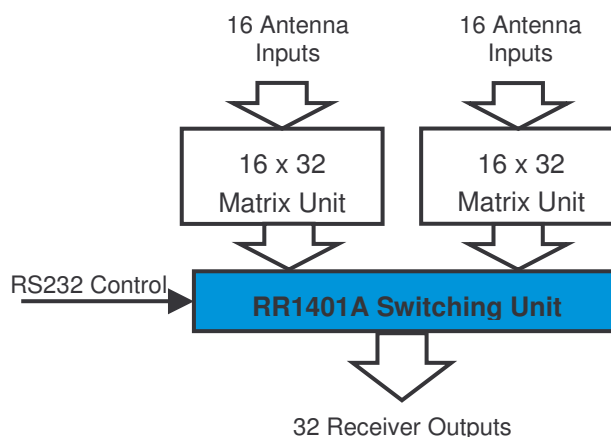 16 Antenna
Inputs
16 Antenna
Inputs
16 x 32
Matrix Unit
16 x 32
Matrix Unit
RS232 Control
RR1401A Switching Unit
32 Receiver Outputs